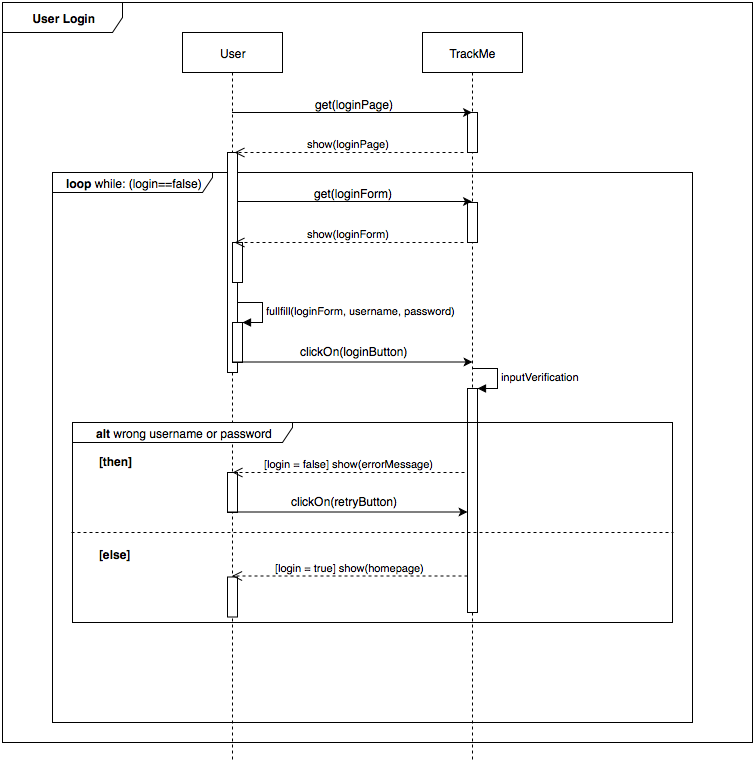 User Login
User
TrackMe
get(loginPage)
show(loginPage)
loop while: (login==false)
get(loginForm)
show(loginForm)
fullfill(loginForm, username, password)
clickOn(loginButton)
inputVerification
alt wrong username or password
[then]
[login = false] show(errorMessage)
clickOn(retryButton)
[else]
[login = true] show(homepage)